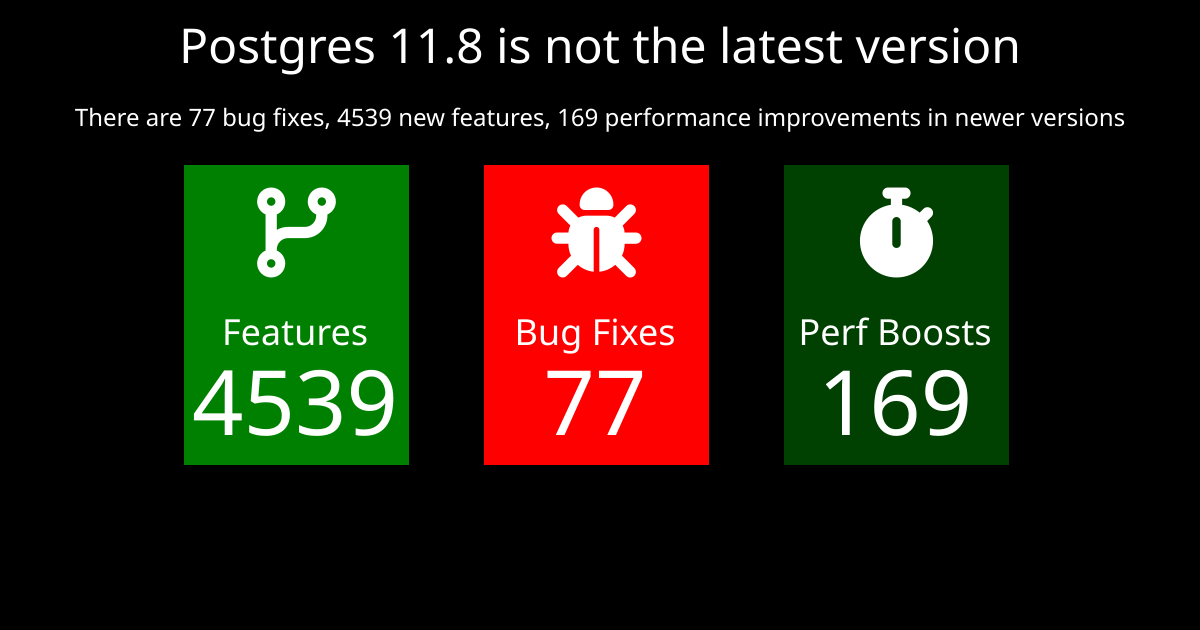 Postgres 11.8 is not the latest version
There are 77 bug fixes, 4539 new features, 169 performance improvements in newer versions
Features
4539
Bug Fixes
77
Perf Boosts
169